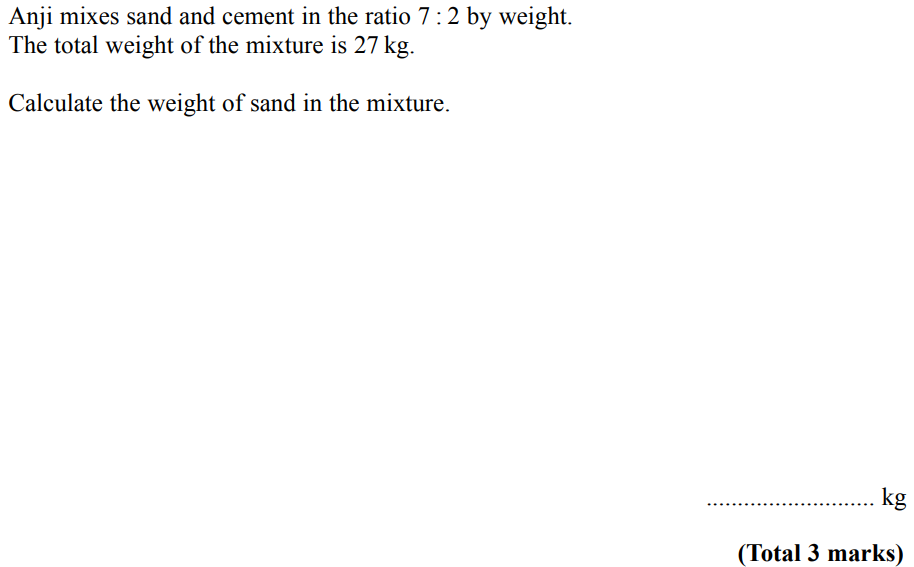 Anji mixes sand and cement in the ratio 7 : 2 by weight.
The total weight of the mixture is 27 kg.
Calculate the weight of sand in the mixture.
........................... kg
(Total 3 marks)